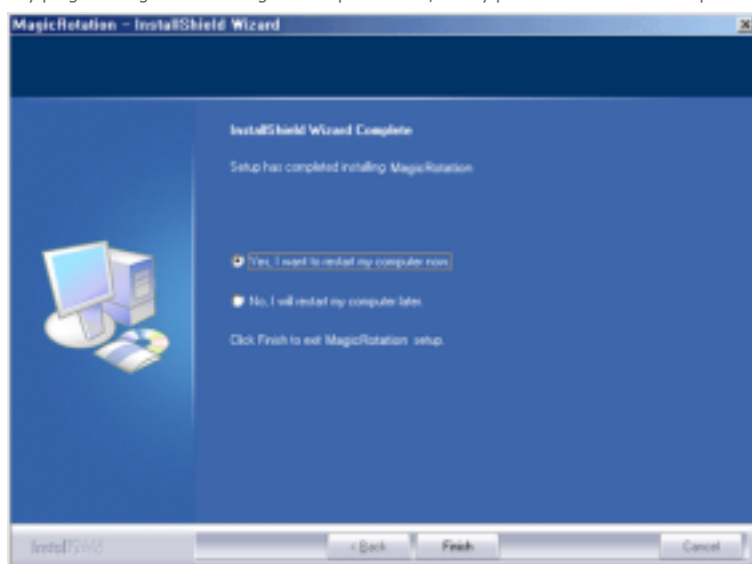 MagicRotation - InstallShield Wizard
InstallShield Wizard Complete
Setup has completed installing MagicRotation
Yes, I want to restart my computer now.
No, I will restart my computer later.
Click Finish to exit MagicRotation setup.
InstallShield
< Back
Finish
Cancel